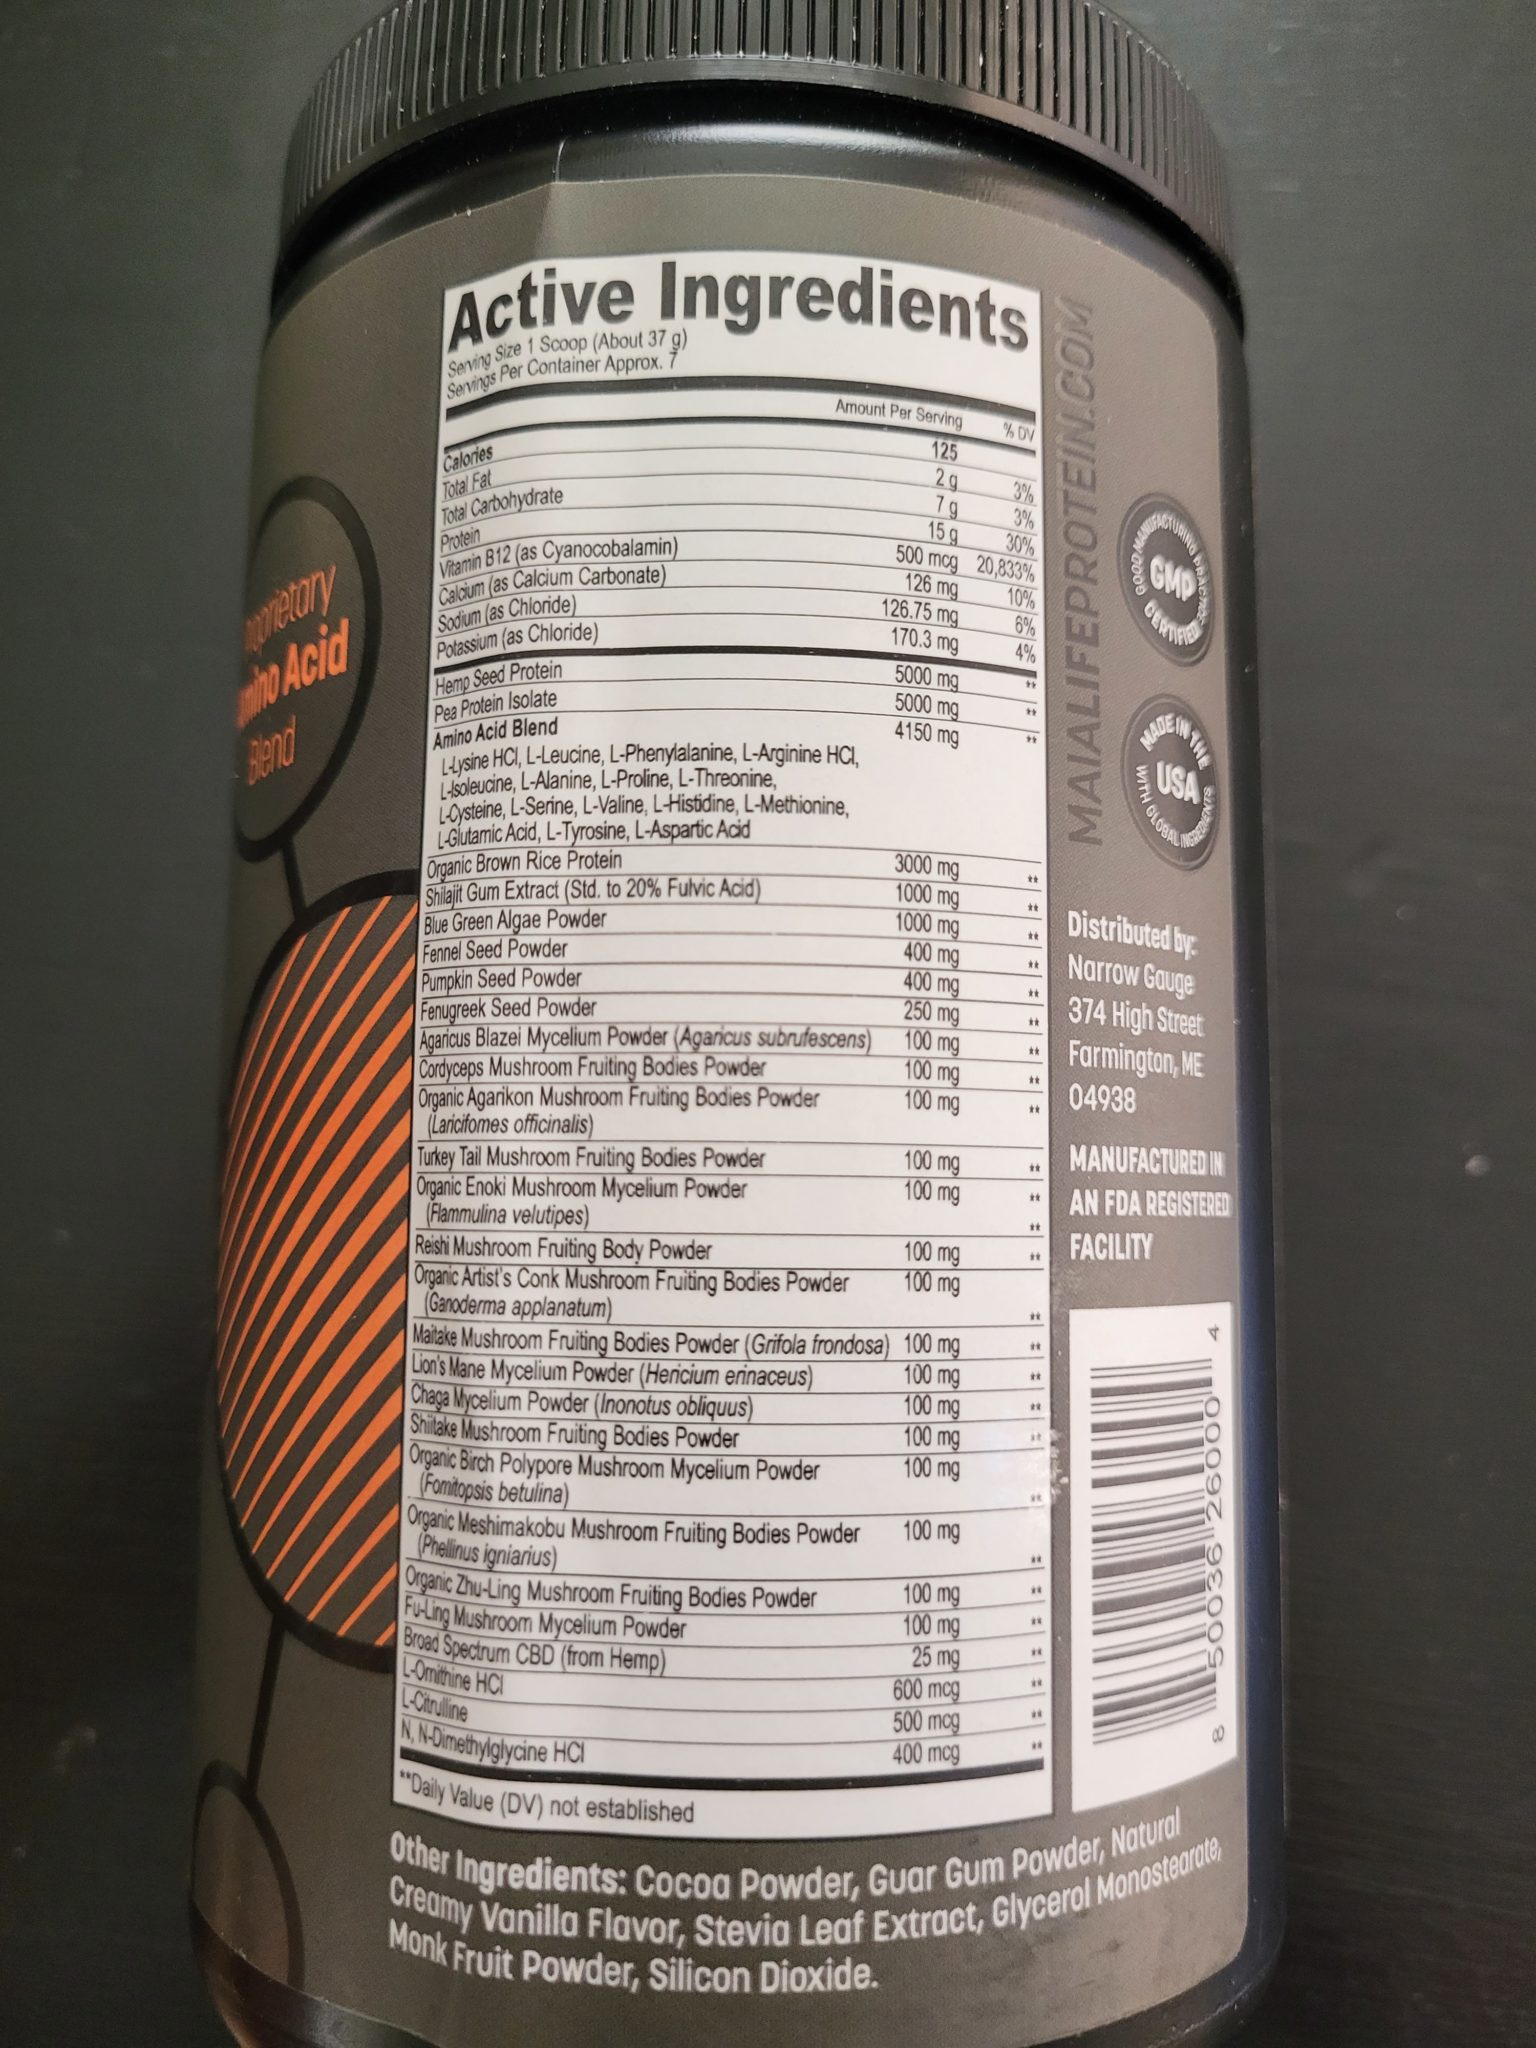 Active Ingredients
Serving Size 1 Scoop (About 37 g)
Servings Per Container Approx. 7
Amount Per Serving % DV
Calories 125
Total Fat 2 g 3%
Total Carbohydrate 7 g 3%
Protein 15 g 30%
Vitamin B12 (as Cyanocobalamin) 500 mcg 20,833%
Calcium (as Calcium Carbonate) 126 mg 10%
Sodium (as Chloride) 126.75 mg 6%
Potassium (as Chloride) 170.3 mg 4%
Hemp Seed Protein 5000 mg **
Pea Protein Isolate 5000 mg **
Amino Acid Blend 4150 mg **
L-Lysine HCl, L-Leucine, L-Phenylalanine, L-Arginine HCl,
L-Isoleucine, L-Alanine, L-Proline, L-Threonine,
L-Cysteine, L-Serine, L-Valine, L-Histidine, L-Methionine,
L-Glutamic Acid, L-Tyrosine, L-Aspartic Acid
Organic Brown Rice Protein 3000 mg **
Shilajit Gum Extract (Std. to 20% Fulvic Acid) 1000 mg **
Blue Green Algae Powder 1000 mg **
Fennel Seed Powder 400 mg **
Pumpkin Seed Powder 400 mg **
Fenugreek Seed Powder 250 mg **
Agaricus Blazei Mycelium Powder (Agaricus subrufescens) 100 mg **
Cordyceps Mushroom Fruiting Bodies Powder 100 mg **
Organic Agarikon Mushroom Fruiting Bodies Powder 100 mg **
(Laricifomes officinalis)
Turkey Tail Mushroom Fruiting Bodies Powder 100 mg **
Organic Enoki Mushroom Mycelium Powder 100 mg **
(Flammulina velutipes) **
Reishi Mushroom Fruiting Body Powder 100 mg **
Organic Artist's Conk Mushroom Fruiting Bodies Powder 100 mg
(Ganoderma applanatum) **
Maitake Mushroom Fruiting Bodies Powder (Grifola frondosa) 100 mg **
Lion's Mane Mycelium Powder (Hericium erinaceus) 100 mg **
Chaga Mycelium Powder (Inonotus obliquus) 100 mg **
Shiitake Mushroom Fruiting Bodies Powder 100 mg **
Organic Birch Polypore Mushroom Mycelium Powder 100 mg
(Fomitopsis betulina) **
Organic Meshimakobu Mushroom Fruiting Bodies Powder 100 mg
(Phellinus igniarius) **
Organic Zhu-Ling Mushroom Fruiting Bodies Powder 100 mg **
Fu-Ling Mushroom Mycelium Powder 100 mg **
Broad Spectrum CBD (from Hemp) 25 mg **
L-Ornithine HCl 600 mcg **
L-Citrulline 500 mcg **
N, N-Dimethylglycine HCl 400 mcg **
**Daily Value (DV) not established
Other Ingredients: Cocoa Powder, Guar Gum Powder, Natural
Creamy Vanilla Flavor, Stevia Leaf Extract, Glycerol Monostearate,
Monk Fruit Powder, Silicon Dioxide.
MAIALIFEPROTEIN.COM
GOOD MANUFACTURING PRACTICE
GMP
CERTIFIED
MADE IN THE
USA
WITH GLOBAL INGREDIENTS
Distributed by:
Narrow Gauge
374 High Street
Farmington, ME
04938
MANUFACTURED IN
AN FDA REGISTERED
FACILITY
8 50036 26000 4
Acid
Blend